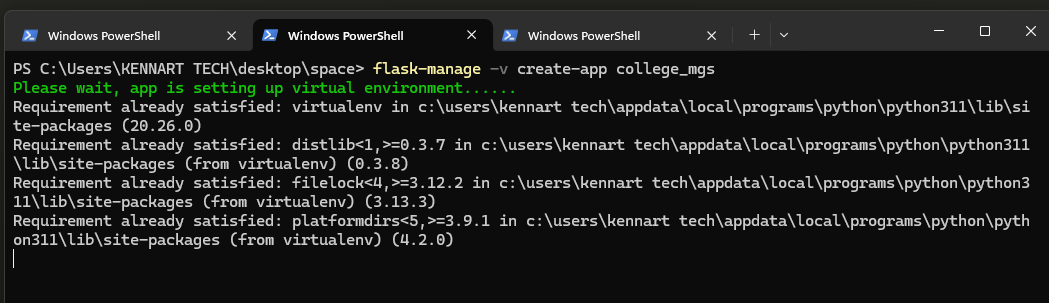 Windows PowerShell
Windows PowerShell
Windows PowerShell
PS C:\Users\KENNART TECH\desktop\space> flask-manage -v create-app college_mgs
Please wait, app is setting up virtual environment......
Requirement already satisfied: virtualenv in c:\users\kennart tech\appdata\local\programs\python\python311\lib\si
te-packages (20.26.0)
Requirement already satisfied: distlib<1,>=0.3.7 in c:\users\kennart tech\appdata\local\programs\python\python311
\lib\site-packages (from virtualenv) (0.3.8)
Requirement already satisfied: filelock<4,>=3.12.2 in c:\users\kennart tech\appdata\local\programs\python\python3
11\lib\site-packages (from virtualenv) (3.13.3)
Requirement already satisfied: platformdirs<5,>=3.9.1 in c:\users\kennart tech\appdata\local\programs\python\pyth
on311\lib\site-packages (from virtualenv) (4.2.0)